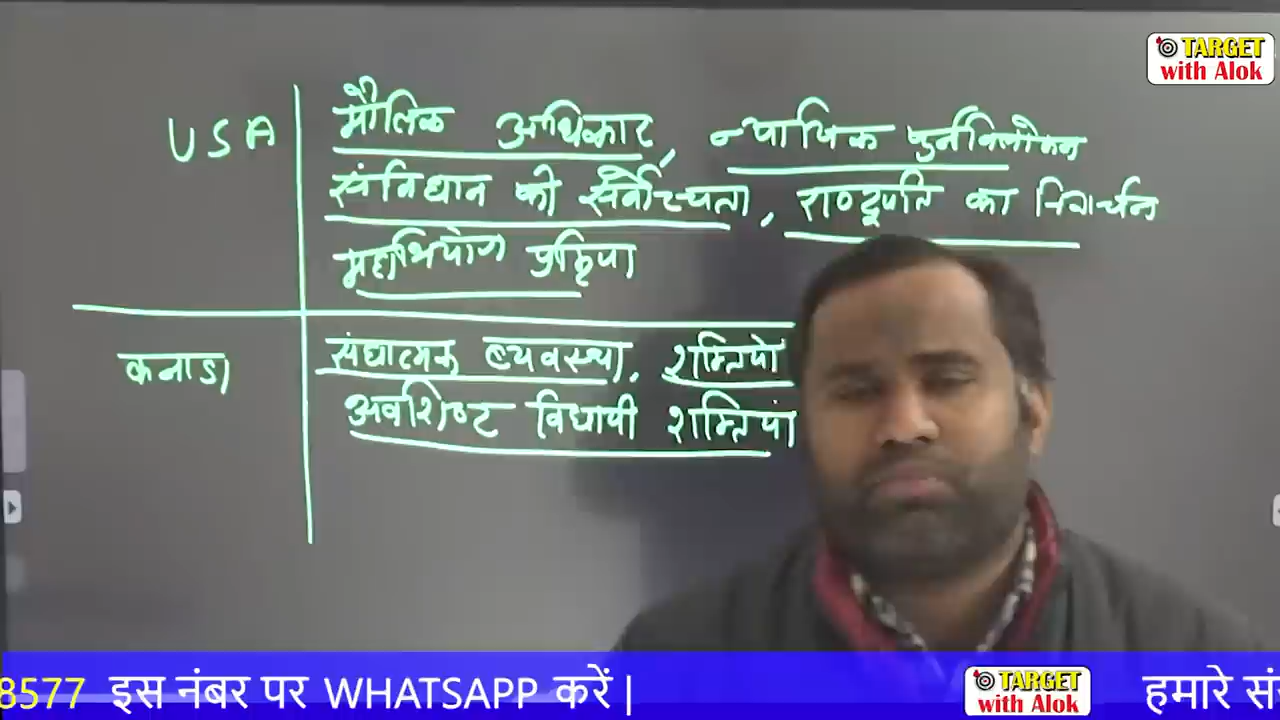 TARGET
with Alok
USA
मौलिक अधिकार, न्यायिक पुर्नविलोकन
संविधान की सर्वोच्चता, राष्ट्रपति का निर्वाचन
महाभियोग प्रक्रिया
कनाडा
संघात्मक व्यवस्था, शक्तियो
अवशिष्ट विधायी शक्तियां
8577 इस नंबर पर WHATSAPP करें |
TARGET
with Alok
हमारे सं